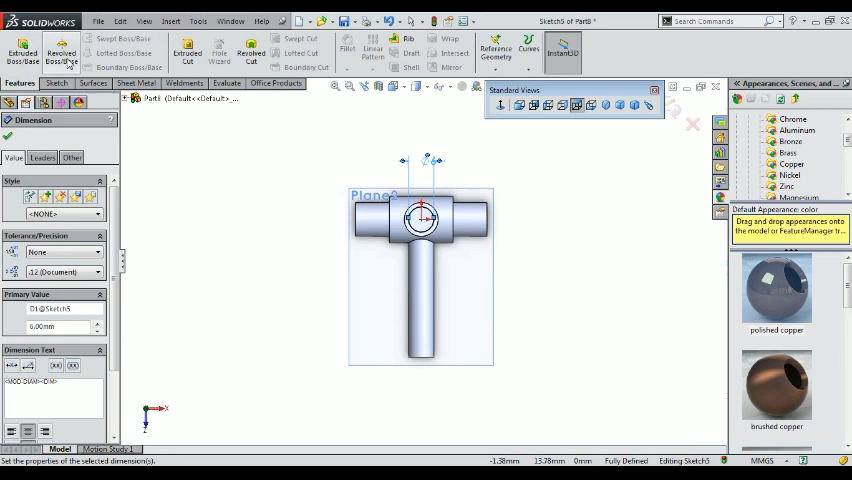 SOLIDWORKS File Edit View Insert Tools Window Help Sketch5 of Part8 * Search Commands
Extruded Boss/Base Revolved Boss/Base Swept Boss/Base Lofted Boss/Base Boundary Boss/Base Extruded Cut Hole Wizard Revolved Cut Swept Cut Lofted Cut Boundary Cut Fillet Linear Pattern Rib Draft Shell Wrap Intersect Mirror Reference Geometry Curves Instant3D
Features Sketch Surfaces Sheet Metal Weldments Evaluate Office Products
Appearances, Scenes, and...
Part8 (Default<<Default>_...
Standard Views
Dimension ?
Value Leaders Other
Style
<NONE>
Tolerance/Precision
None
.12 (Document)
Primary Value
D1@Sketch5
6.00mm
Dimension Text
<MOD-DIAM><DIM>
(xx) (xx)
Plane2
X
Chrome
Aluminum
Bronze
Brass
Copper
Nickel
Zinc
Magnesium
Default Appearance: color
Drag and drop appearances onto
the model or FeatureManager tr...
polished copper
brushed copper
Model Motion Study 1
Set the properties of the selected dimension(s). -1.38mm 13.78mm 0mm Fully Defined Editing Sketch5 MMGS